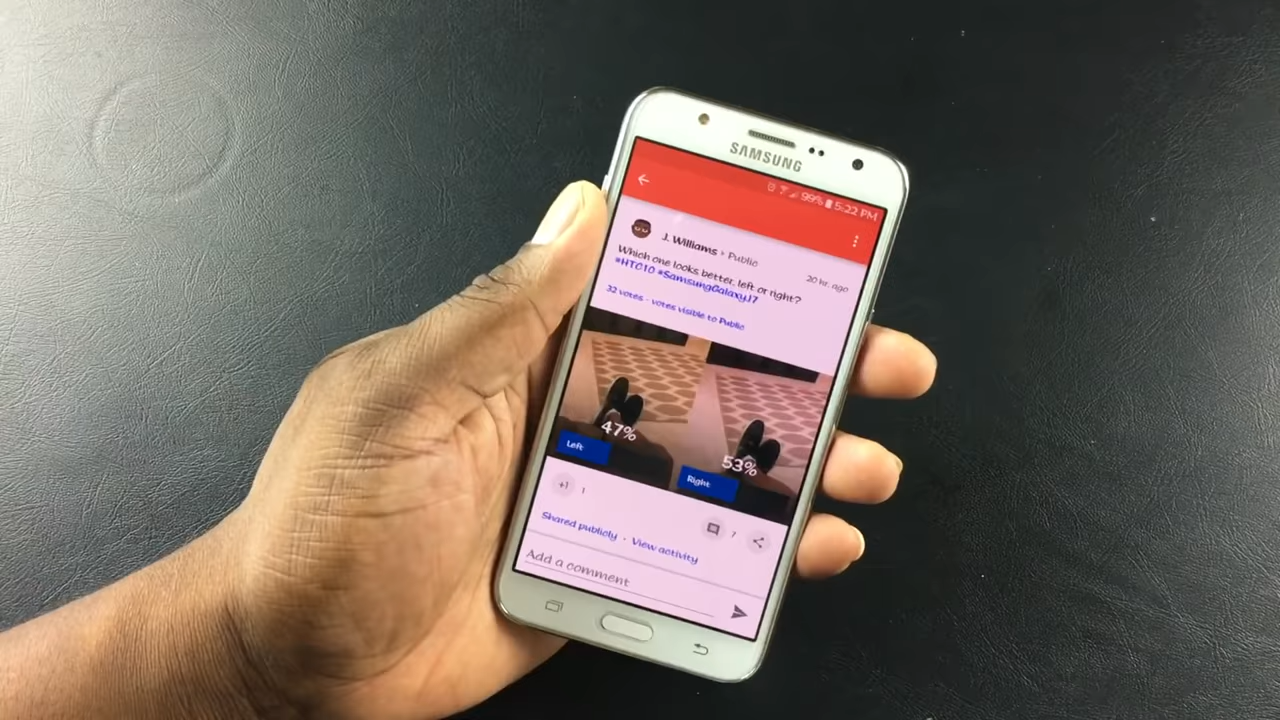 SAMSUNG
99% 5:22 PM
J. Williams ▸ Public
20 hr. ago
Which one looks better, left or right?
#HTC10 #SamsungGalaxyJ7
32 votes - votes visible to Public
47%
Left
53%
Right
+1 1
7
Shared publicly • View activity
Add a comment